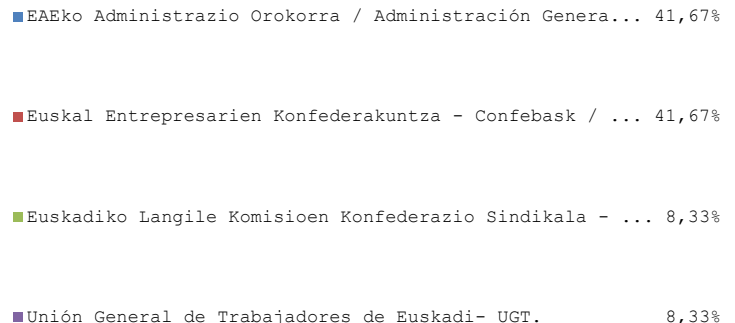 EAEko Administrazio Orokorra / Administración Genera... 41,67%
Euskal Entrepresarien Konfederakuntza - Confebask / ... 41,67%
Euskadiko Langile Komisioen Konfederazio Sindikala - ... 8,33%
Unión General de Trabajadores de Euskadi- UGT. 8,33%